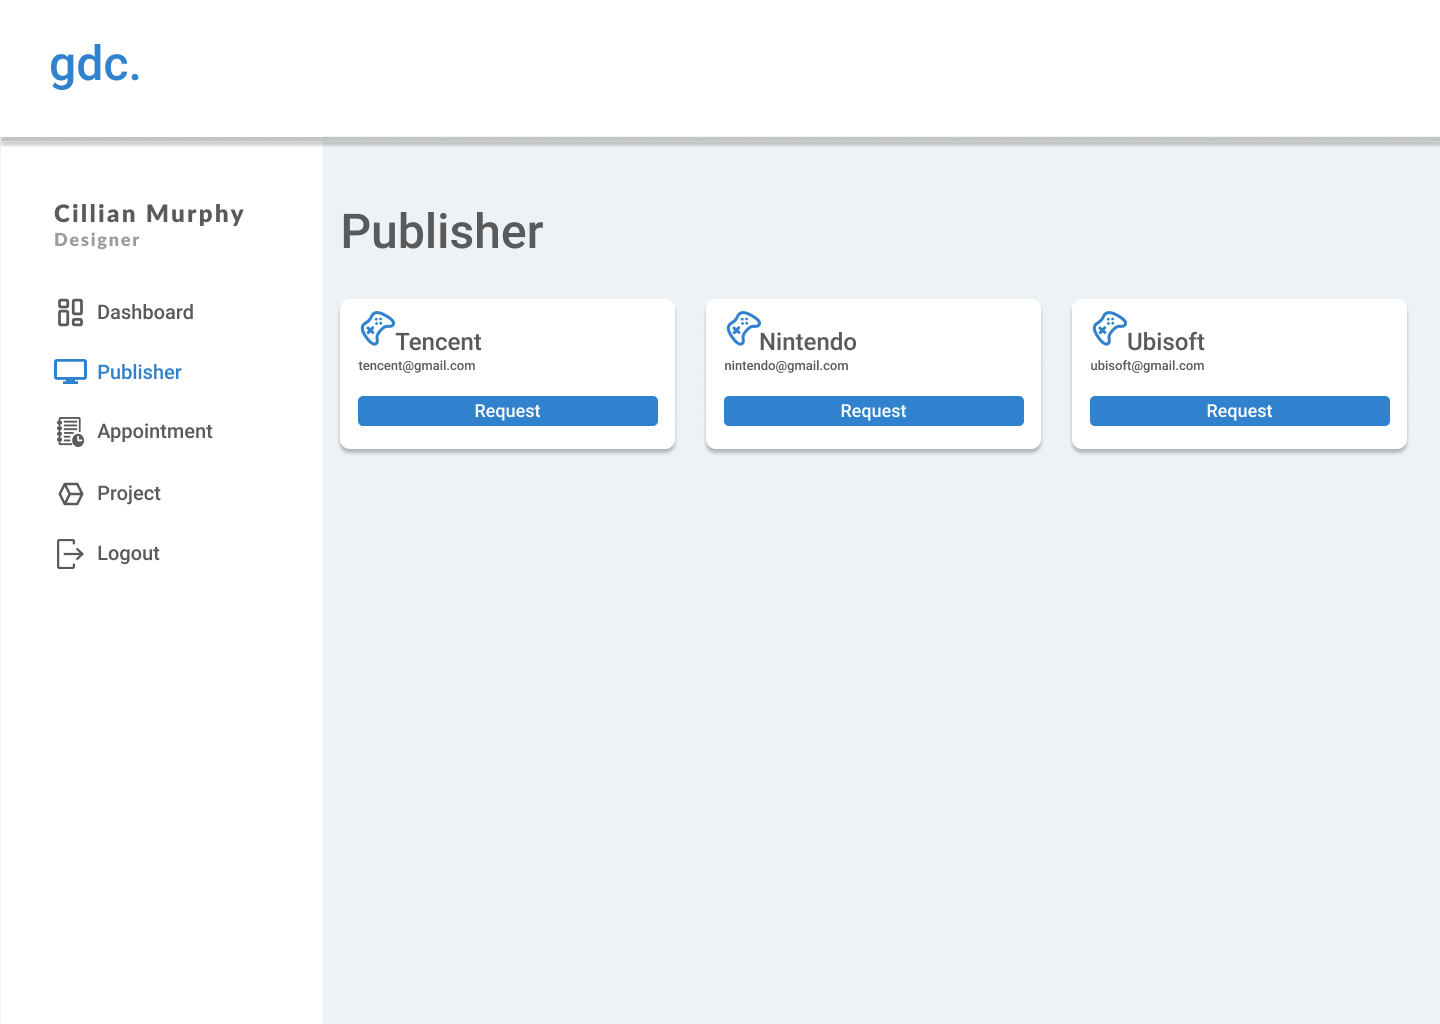 gdc.
Cillian Murphy
Designer
Dashboard
Publisher
Appointment
Project
Logout
Publisher
Tencent
tencent@gmail.com
Request
Nintendo
nintendo@gmail.com
Request
Ubisoft
ubisoft@gmail.com
Request